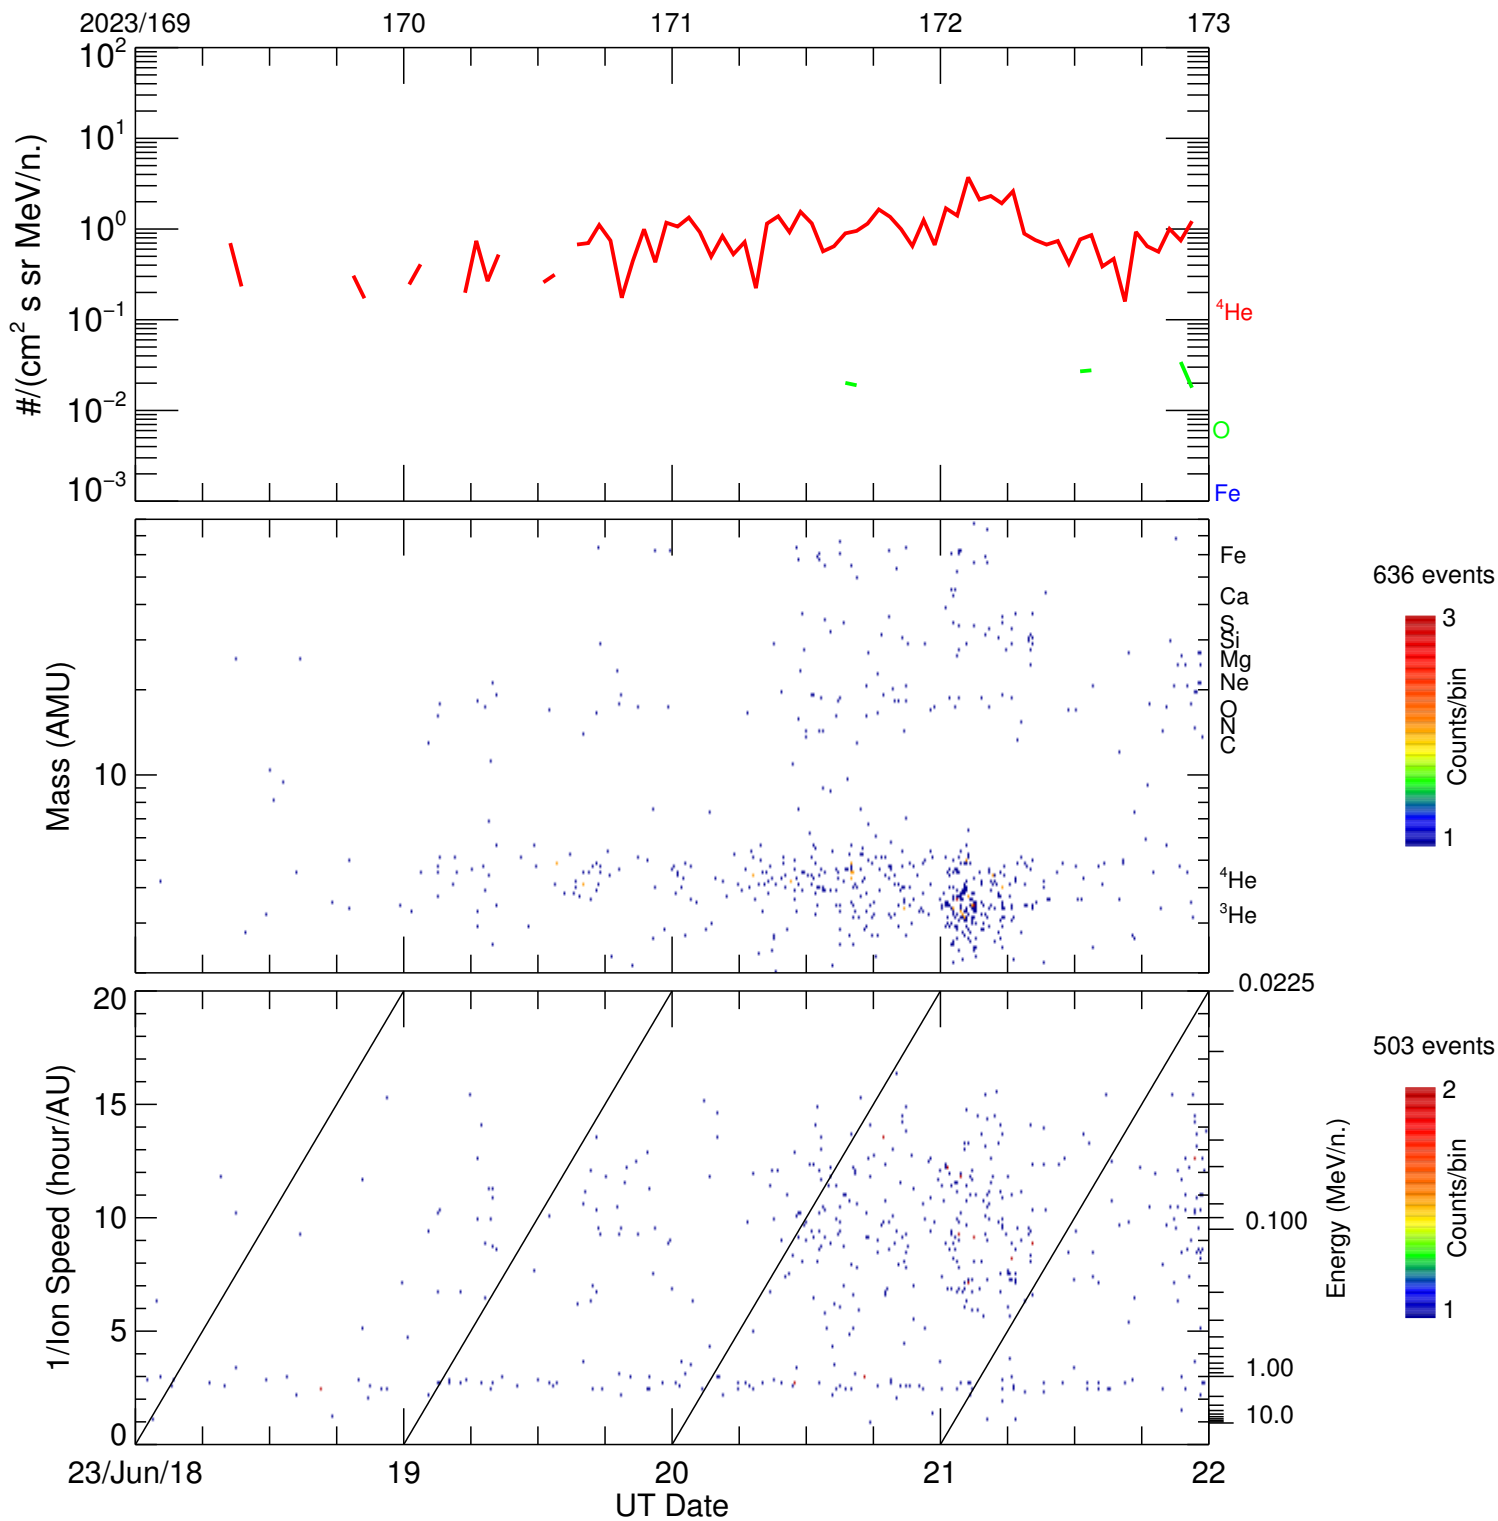 2023/169 170 171 172 173
10²
10¹
10⁰
10⁻¹
10⁻²
10⁻³
#/(cm² s sr MeV/n.)
⁴He
O
Fe
Mass (AMU)
10
Fe
Ca
S
Si
Mg
Ne
O
N
C
⁴He
³He
636 events
3
Counts/bin
1
1/Ion Speed (hour/AU)
20
15
10
5
0
0.0225
0.100
1.00
10.0
Energy (MeV/n.)
503 events
2
Counts/bin
1
23/Jun/18 19 20 21 22
UT Date